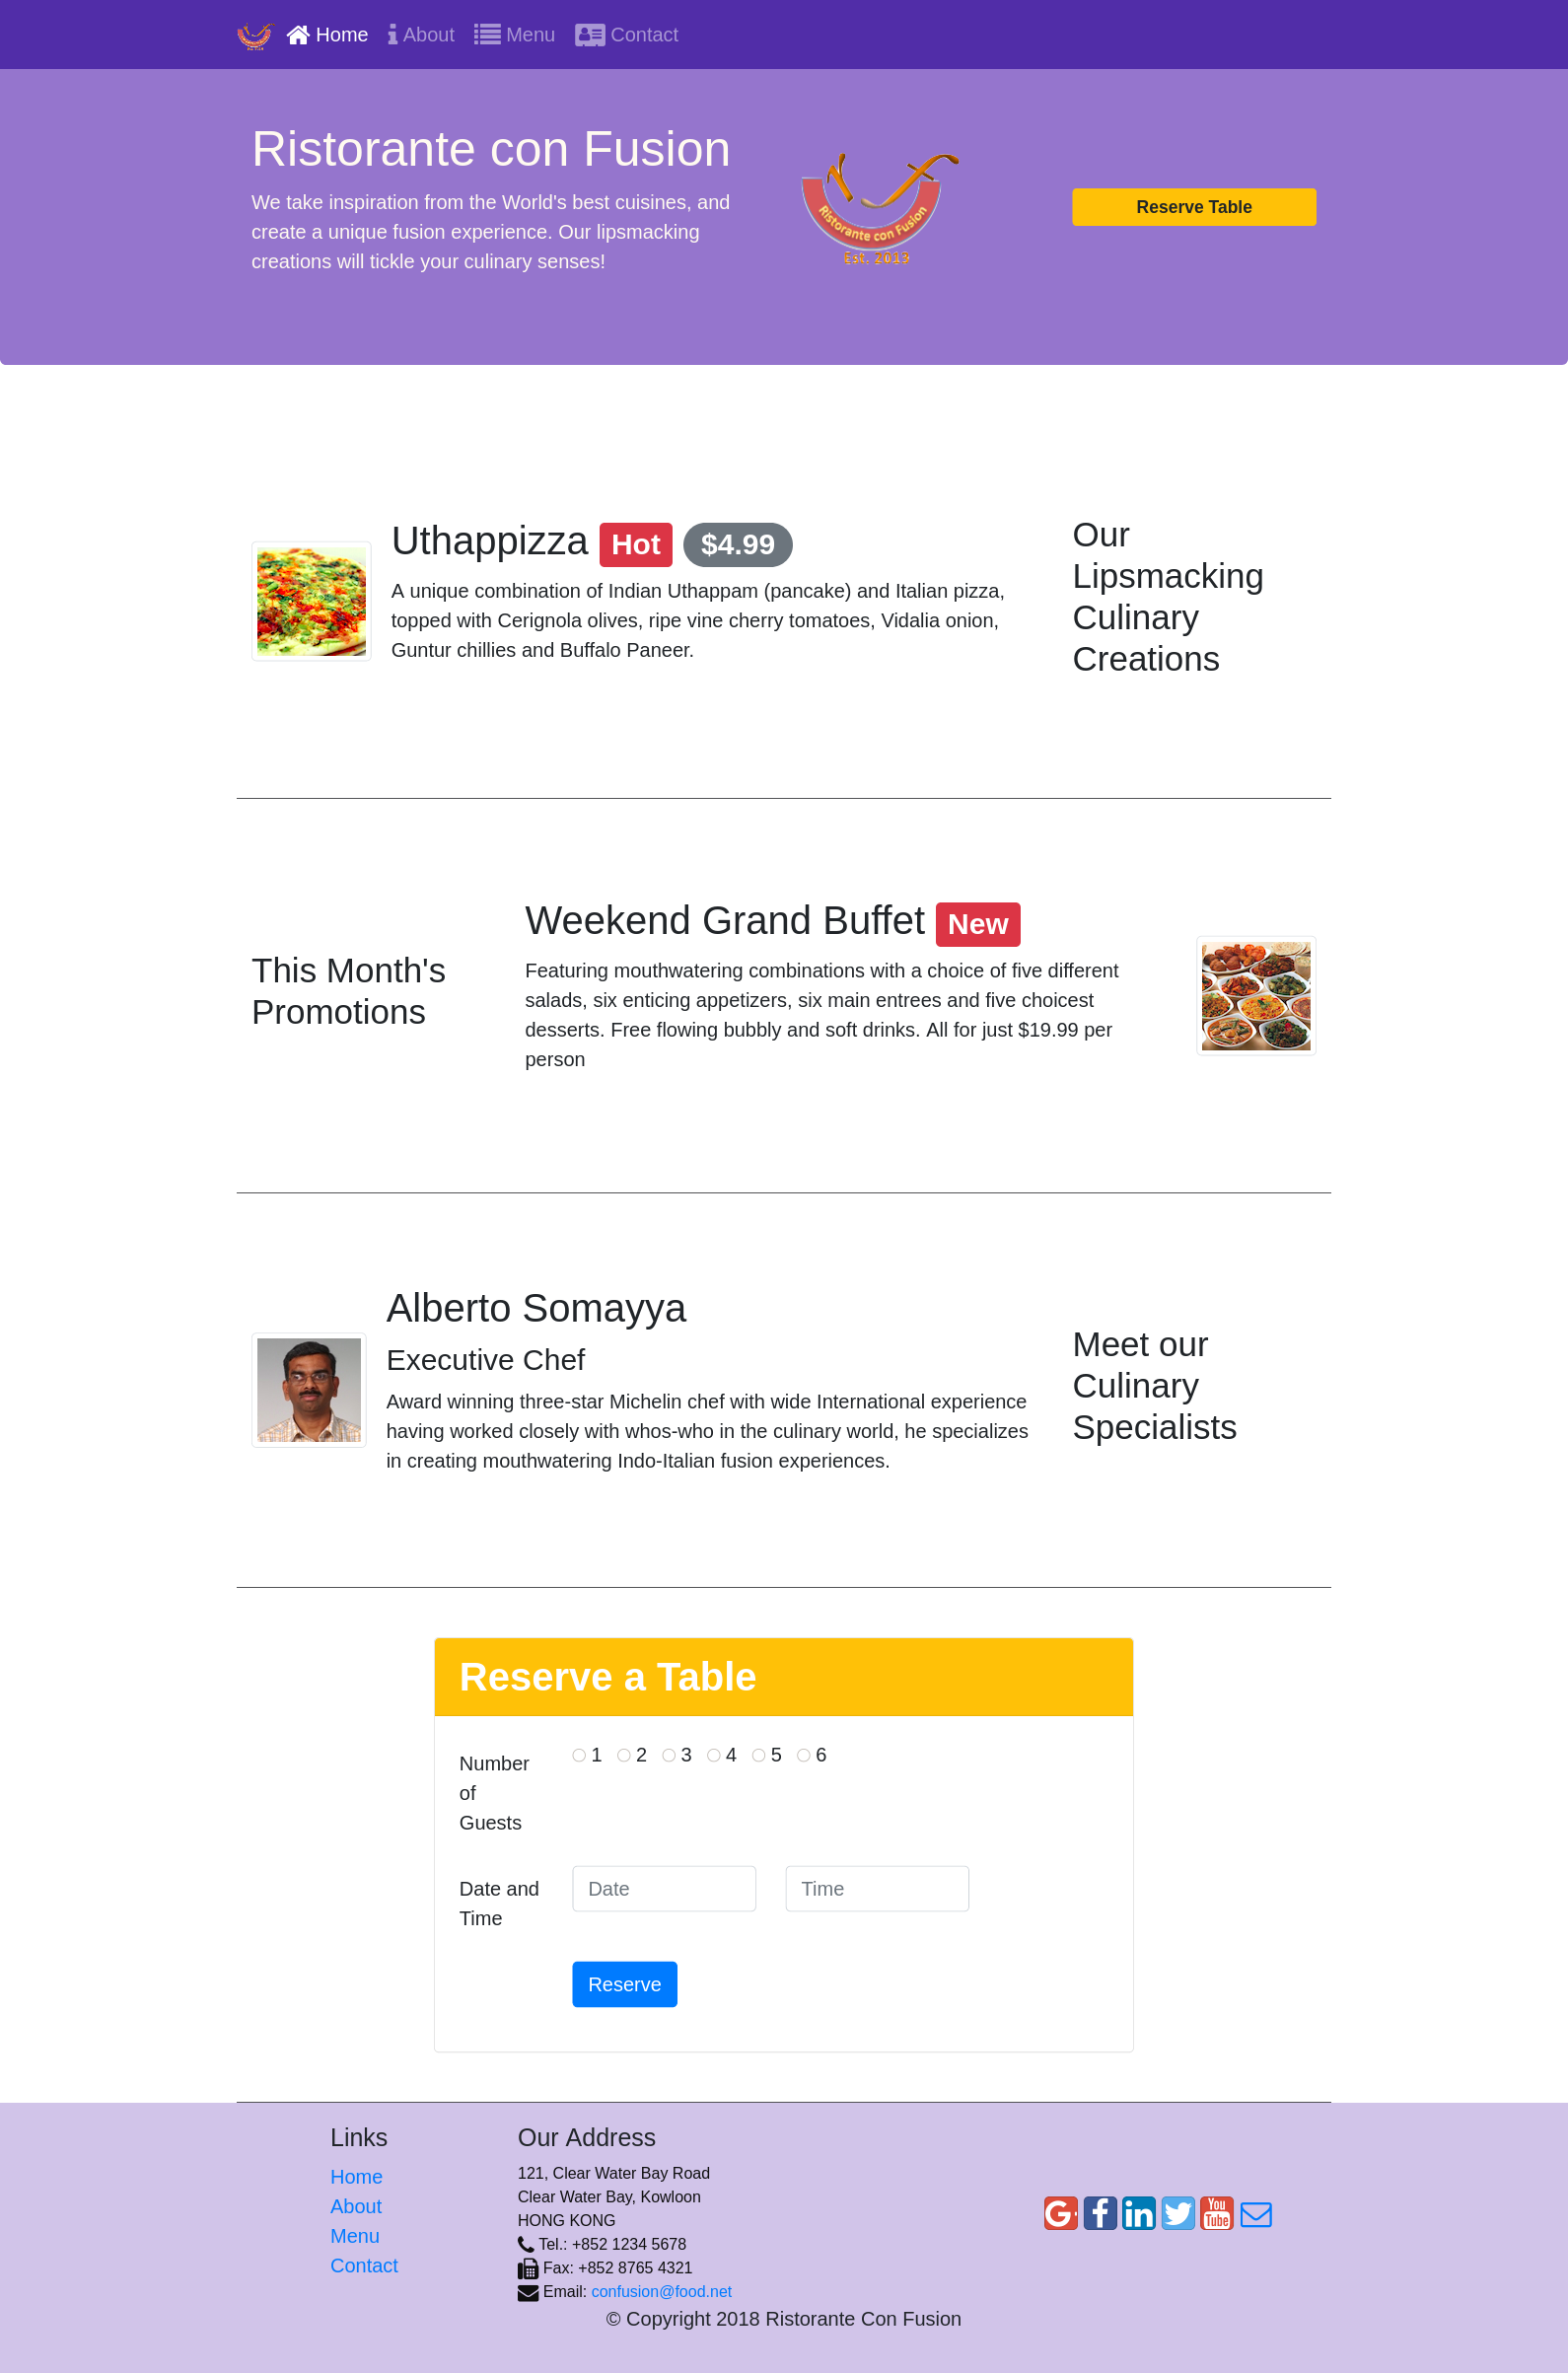 Home About Menu Contact
Ristorante con Fusion
We take inspiration from the World's best cuisines, and
create a unique fusion experience. Our lipsmacking
creations will tickle your culinary senses!
Ristorante con Fusion
Est. 2019
Reserve Table
Uthappizza Hot $4.99
A unique combination of Indian Uthappam (pancake) and Italian pizza,
topped with Cerignola olives, ripe vine cherry tomatoes, Vidalia onion,
Guntur chillies and Buffalo Paneer.
Our
Lipsmacking
Culinary
Creations
This Month's
Promotions
Weekend Grand Buffet New
Featuring mouthwatering combinations with a choice of five different
salads, six enticing appetizers, six main entrees and five choicest
desserts. Free flowing bubbly and soft drinks. All for just $19.99 per
person
Alberto Somayya
Executive Chef
Award winning three-star Michelin chef with wide International experience
having worked closely with whos-who in the culinary world, he specializes
in creating mouthwatering Indo-Italian fusion experiences.
Meet our
Culinary
Specialists
Reserve a Table
Number
of
Guests
1 2 3 4 5 6
Date and
Time
Date Time
Reserve
Links
Home
About
Menu
Contact
Our Address
121, Clear Water Bay Road
Clear Water Bay, Kowloon
HONG KONG
Tel.: +852 1234 5678
Fax: +852 8765 4321
Email: confusion@food.net
You
Tube
© Copyright 2018 Ristorante Con Fusion